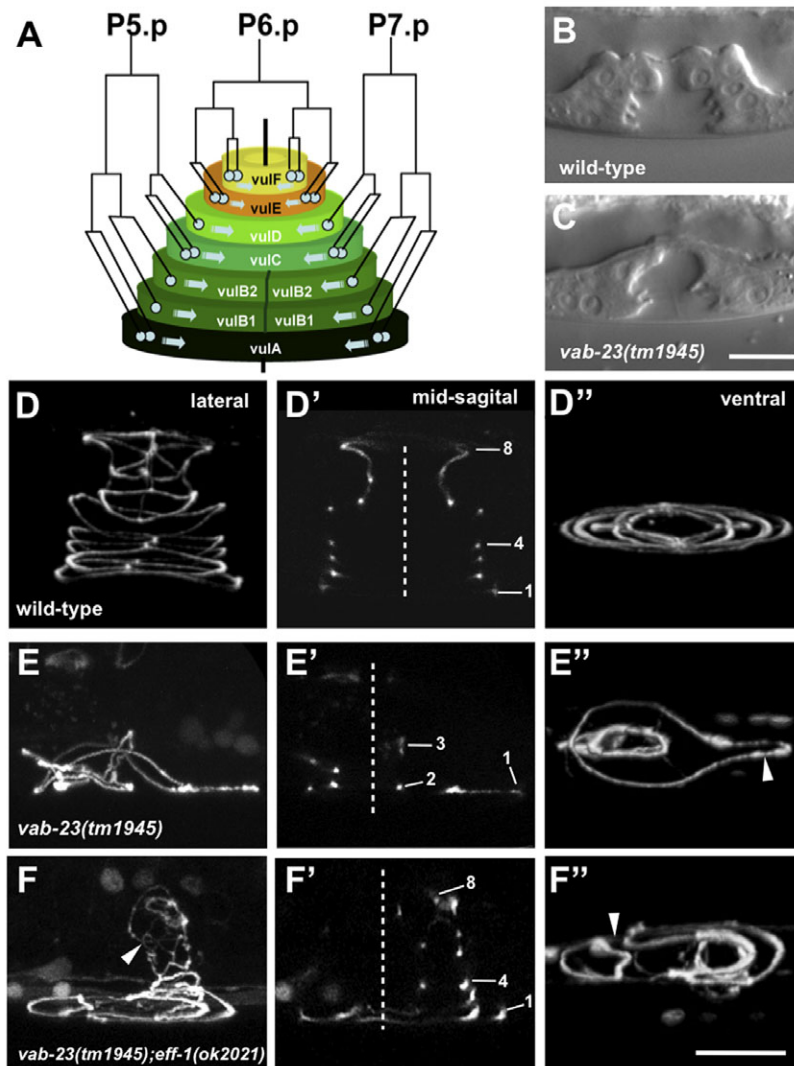 A
P5.p P6.p P7.p
vulF
vulE
vulD
vulC
vulB2 vulB2
vulB1 vulB1
vulA
B
wild-type
C
vab-23(tm1945)
D lateral
wild-type
D' mid-sagital
8
4
1
D'' ventral
E
vab-23(tm1945)
E'
3
2
1
E''
F
vab-23(tm1945);eff-1(ok2021)
F'
8
4
1
F''